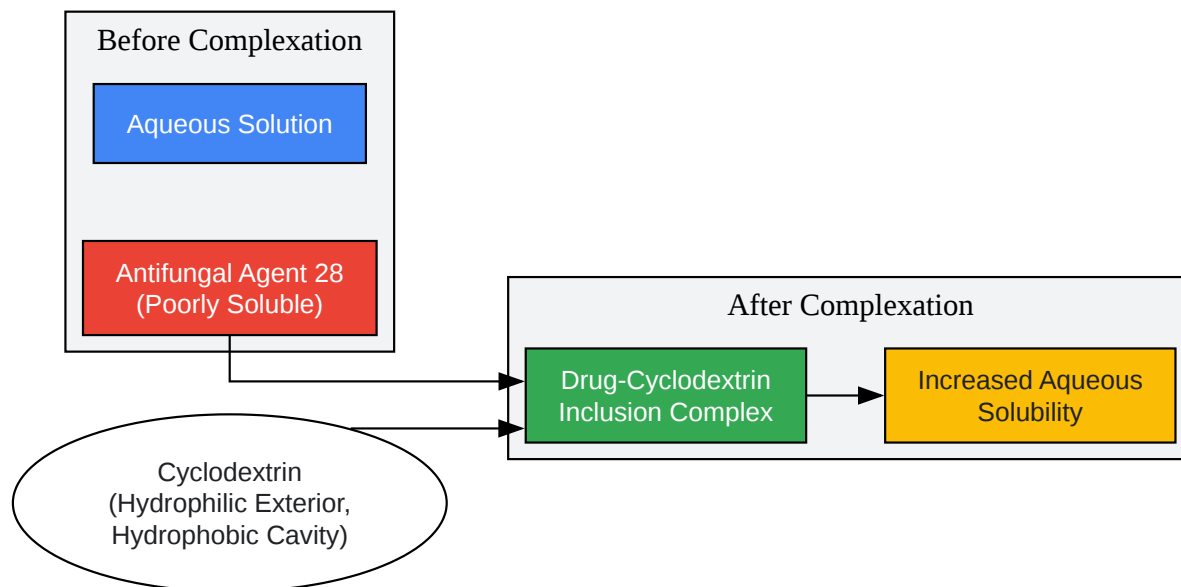 Before Complexation
Aqueous Solution
Antifungal Agent 28
(Poorly Soluble)
After Complexation
Drug-Cyclodextrin
Inclusion Complex
Increased Aqueous
Solubility
Cyclodextrin
(Hydrophilic Exterior,
Hydrophobic Cavity)